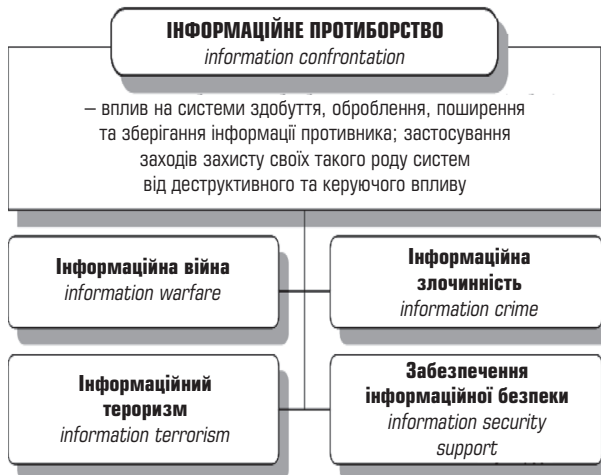 ІНФОРМАЦІЙНЕ ПРОТИБОРСТВО
information confrontation
– вплив на системи здобуття, оброблення, поширення
та зберігання інформації противника; застосування
заходів захисту своїх такого роду систем
від деструктивного та керуючого впливу
Інформаційна війна
information warfare
Інформаційна
злочинність
information crime
Інформаційний
тероризм
information terrorism
Забезпечення
інформаційної безпеки
information security
support